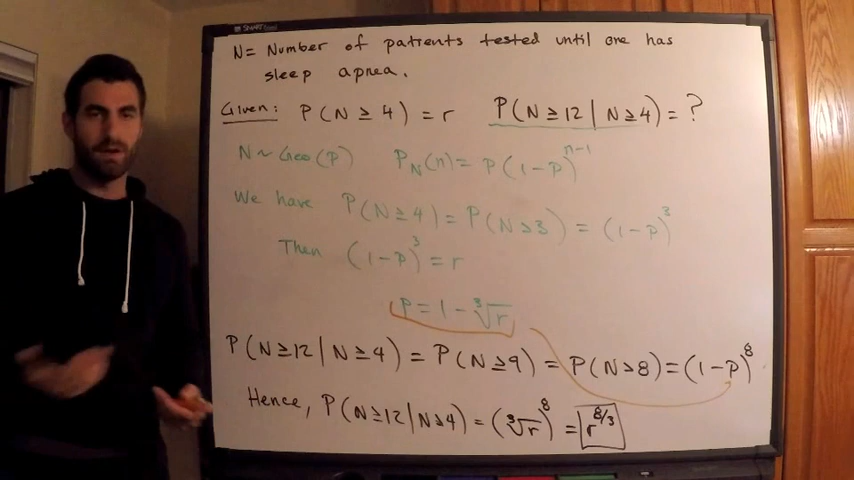 SMART
N = Number of patients tested until one has
sleep apnea.
Given: P(N ≥ 4) = r P(N ≥ 12 | N ≥ 4) = ?
N ~ Geo(p) P_N(n) = p(1-p)^{n-1}
We have P(N ≥ 4) = P(N > 3) = (1-p)^3
Then (1-p)^3 = r
p = 1 - ∛r
P(N ≥ 12 | N ≥ 4) = P(N ≥ 9) = P(N > 8) = (1-p)^8
Hence, P(N ≥ 12 | N ≥ 4) = (∛r)^8 = r^{8/3}